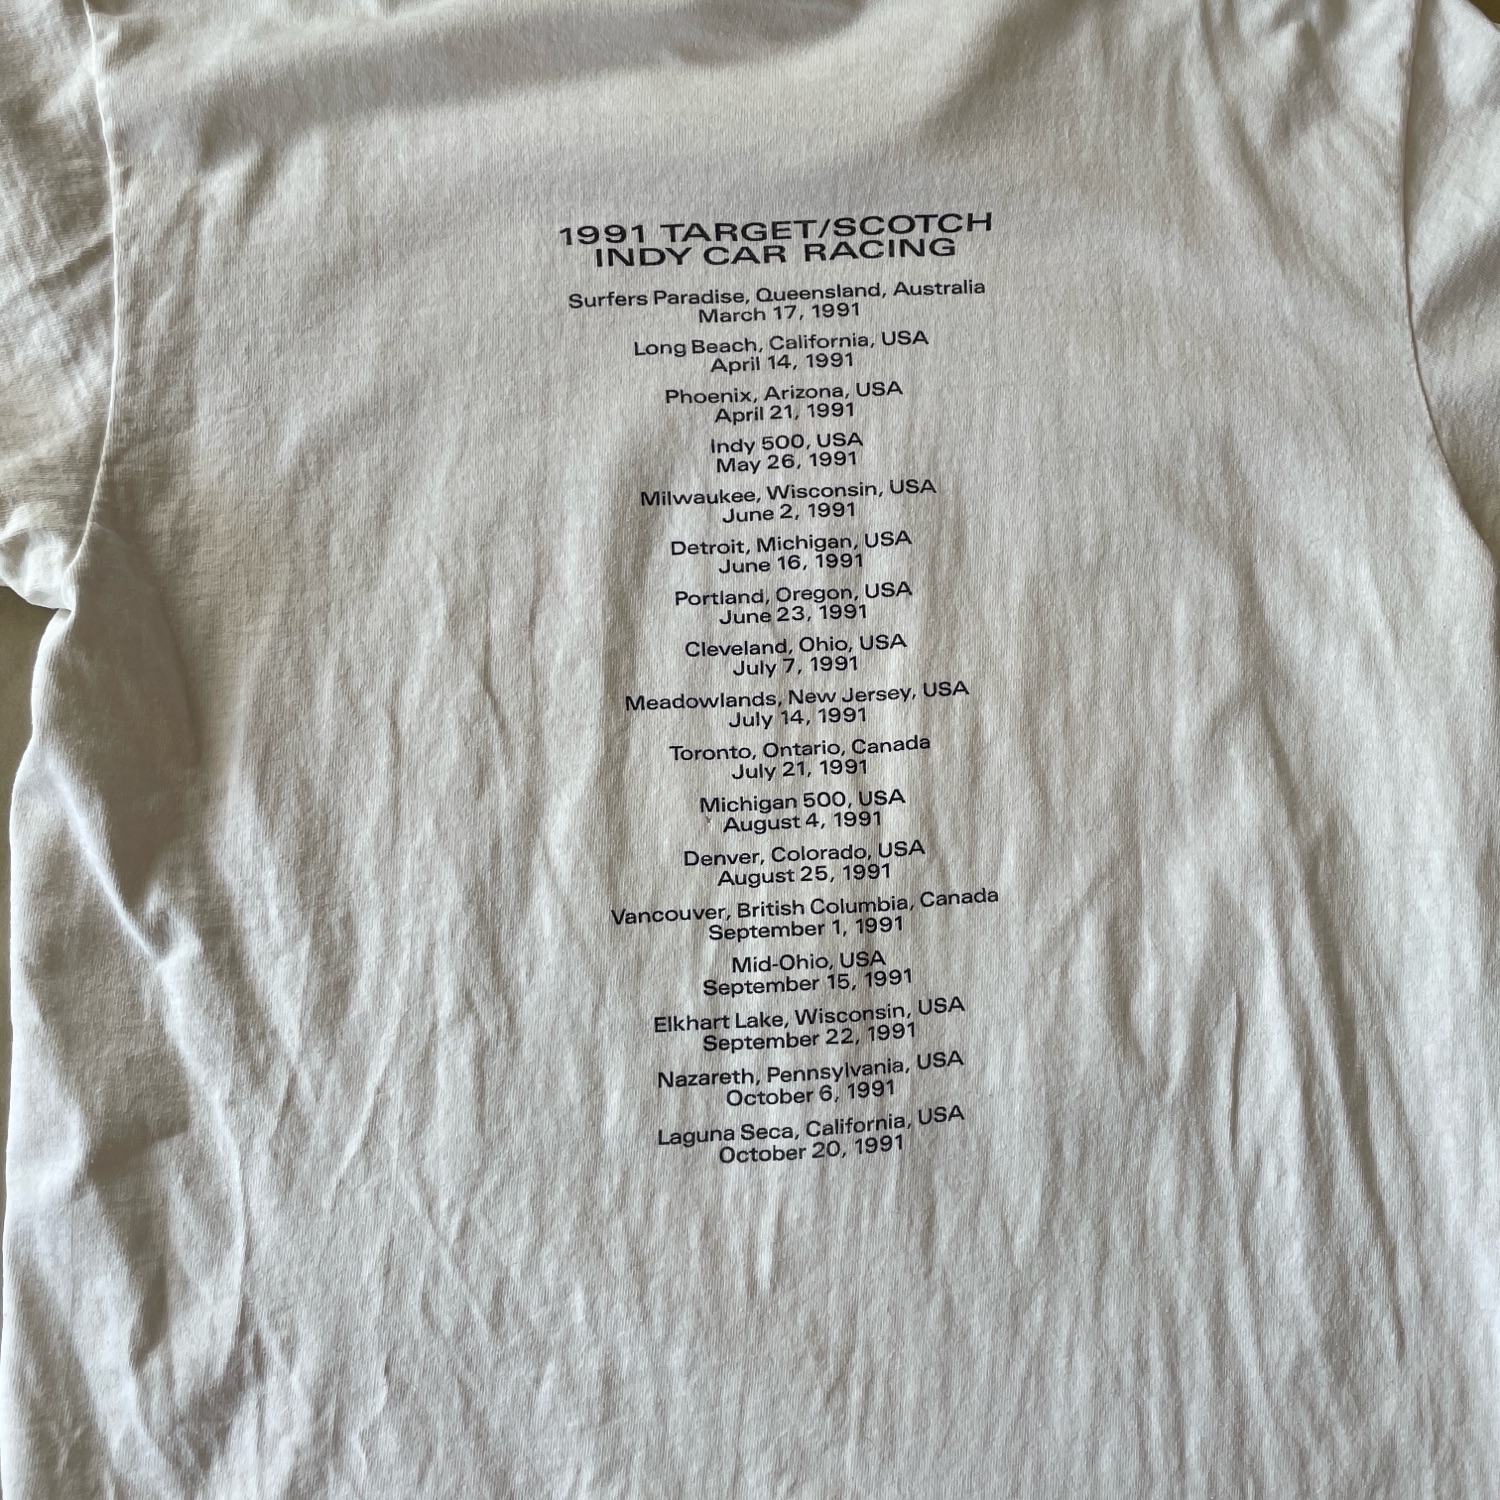 1991 TARGET/SCOTCH
INDY CAR RACING
Surfers Paradise, Queensland, Australia
March 17, 1991
Long Beach, California, USA
April 14, 1991
Phoenix, Arizona, USA
April 21, 1991
Indy 500, USA
May 26, 1991
Milwaukee, Wisconsin, USA
June 2, 1991
Detroit, Michigan, USA
June 16, 1991
Portland, Oregon, USA
June 23, 1991
Cleveland, Ohio, USA
July 7, 1991
Meadowlands, New Jersey, USA
July 14, 1991
Toronto, Ontario, Canada
July 21, 1991
Michigan 500, USA
August 4, 1991
Denver, Colorado, USA
August 25, 1991
Vancouver, British Columbia, Canada
September 1, 1991
Mid-Ohio, USA
September 15, 1991
Elkhart Lake, Wisconsin, USA
September 22, 1991
Nazareth, Pennsylvania, USA
October 6, 1991
Laguna Seca, California, USA
October 20, 1991